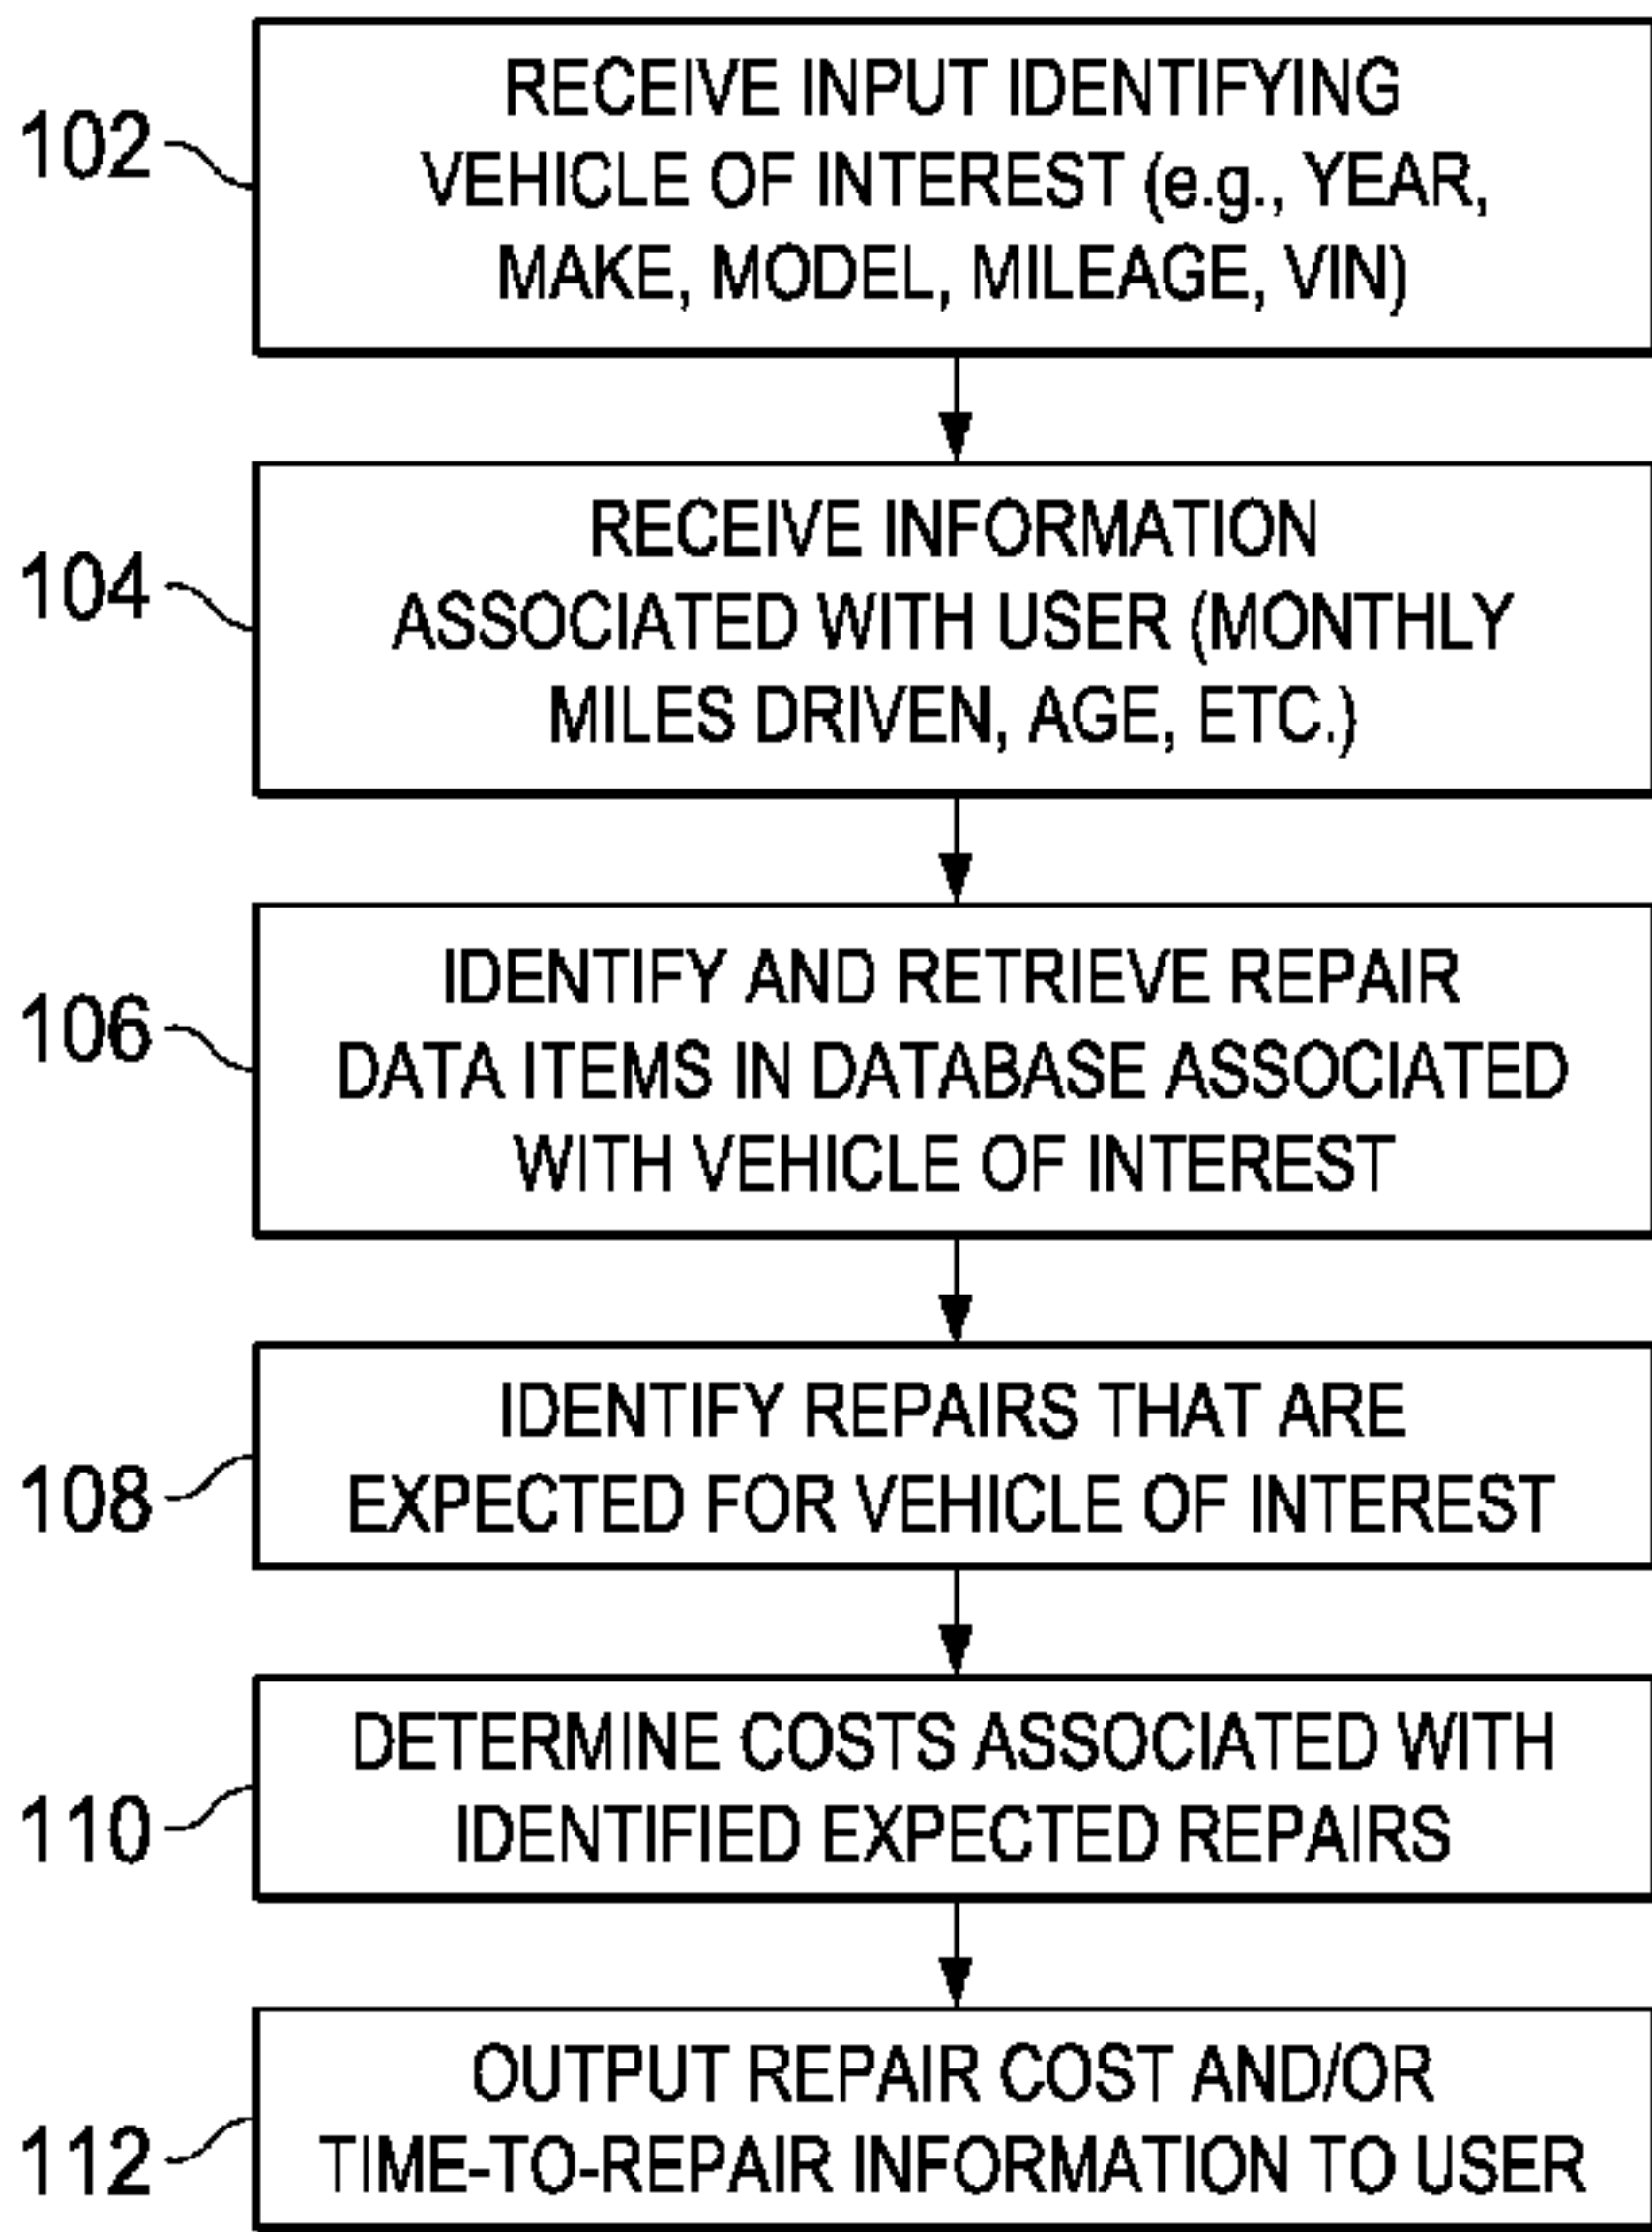 102
RECEIVE INPUT IDENTIFYING
VEHICLE OF INTEREST (e.g., YEAR,
MAKE, MODEL, MILEAGE, VIN)
104
RECEIVE INFORMATION
ASSOCIATED WITH USER (MONTHLY
MILES DRIVEN, AGE, ETC.)
106
IDENTIFY AND RETRIEVE REPAIR
DATA ITEMS IN DATABASE ASSOCIATED
WITH VEHICLE OF INTEREST
108
IDENTIFY REPAIRS THAT ARE
EXPECTED FOR VEHICLE OF INTEREST
110
DETERMINE COSTS ASSOCIATED WITH
IDENTIFIED EXPECTED REPAIRS
112
OUTPUT REPAIR COST AND/OR
TIME-TO-REPAIR INFORMATION TO USER